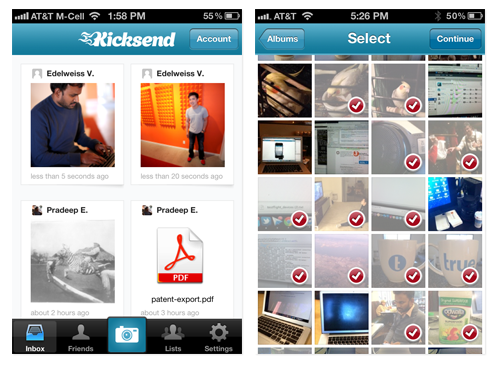 AT&T M-Cell 1:58 PM 55%
Kicksend Account
Edelweiss V.
less than 5 seconds ago
Edelweiss V.
less than 20 seconds ago
Pradeep E.
about 2 hours ago
Pradeep E.
PDF
patent-export.pdf
about 3 hours ago
Inbox Friends Lists Settings
AT&T 5:26 PM 50%
Albums Select Continue
t true